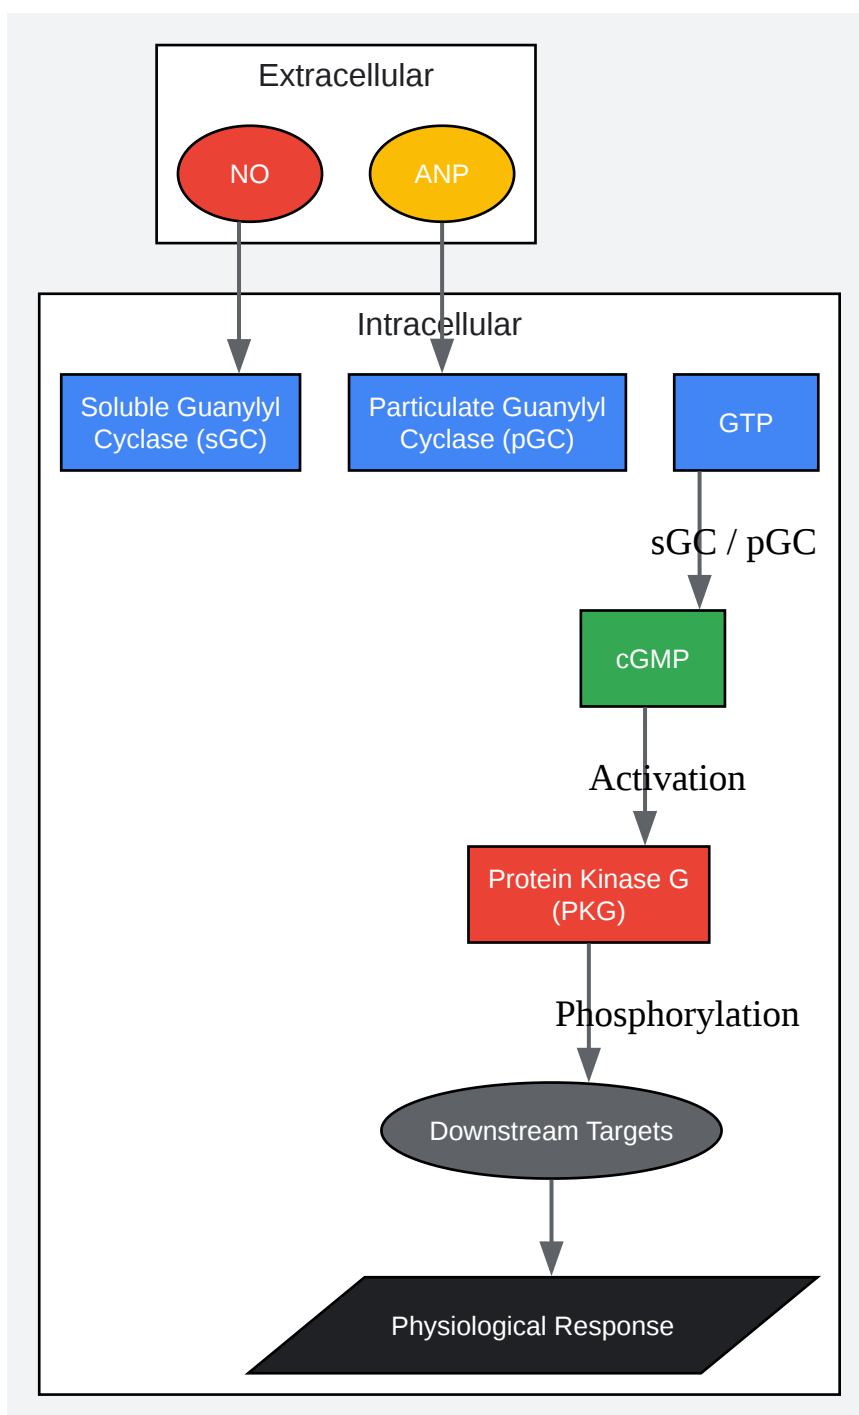 Extracellular
NO
ANP
Intracellular
Soluble Guanylyl
Cyclase (sGC)
Particulate Guanylyl
Cyclase (pGC)
GTP
sGC / pGC
cGMP
Activation
Protein Kinase G
(PKG)
Phosphorylation
Downstream Targets
Physiological Response